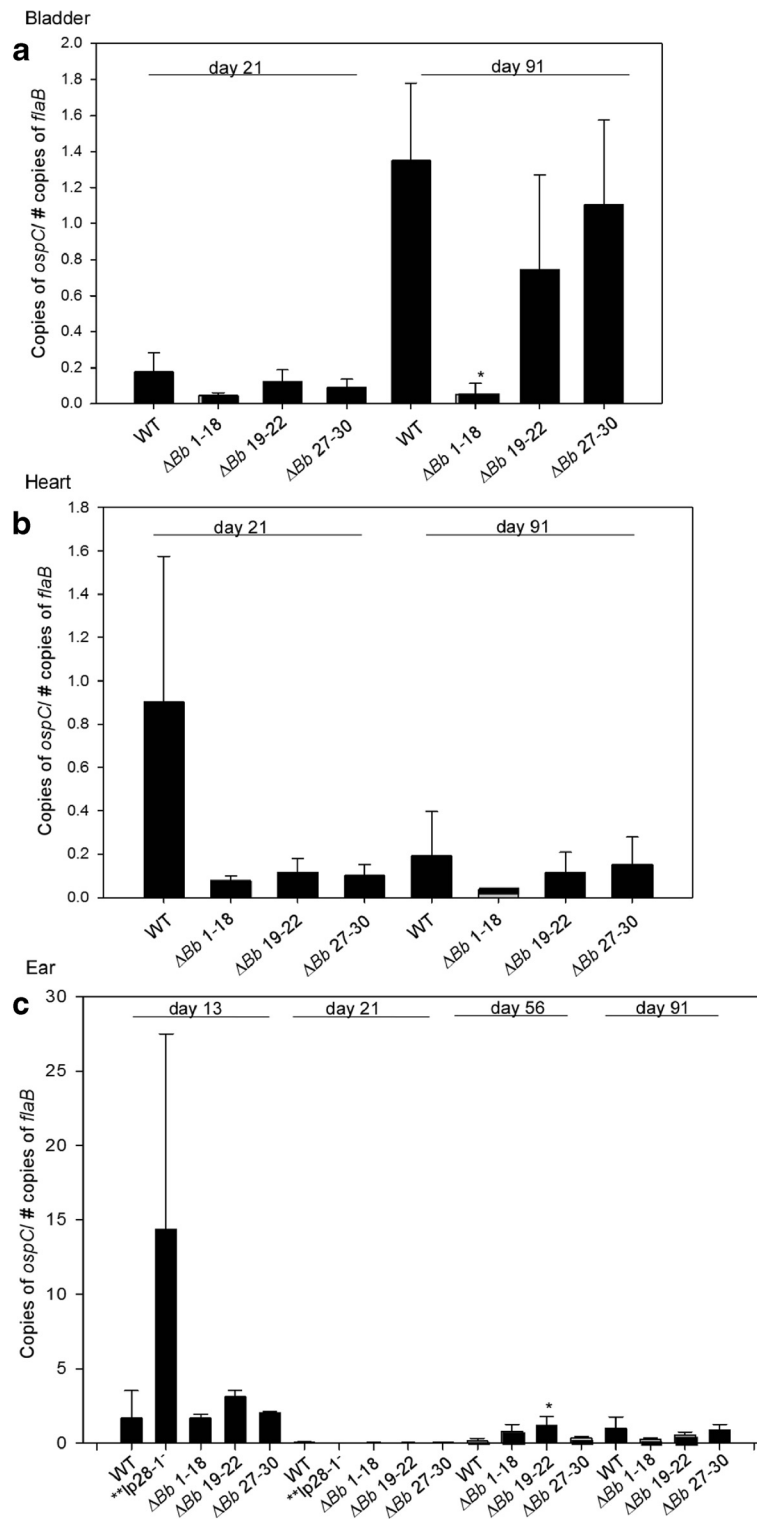 Bladder
a
day 21 day 91
Copies of ospC/ # copies of flaB
2.0
1.8
1.6
1.4
1.2
1.0
0.8
0.6
0.4
0.2
0.0
*
WT ΔBb 1-18 ΔBb 19-22 ΔBb 27-30 WT ΔBb 1-18 ΔBb 19-22 ΔBb 27-30
Heart
b
day 21 day 91
Copies of ospC/ # copies of flaB
1.8
1.6
1.4
1.2
1.0
0.8
0.6
0.4
0.2
0.0
WT ΔBb 1-18 ΔBb 19-22 ΔBb 27-30 WT ΔBb 1-18 ΔBb 19-22 ΔBb 27-30
Ear
c
day 13 day 21 day 56 day 91
Copies of ospC/ # copies of flaB
30
25
20
15
10
5
0
*
WT **lp28-1⁻ ΔBb 1-18 ΔBb 19-22 ΔBb 27-30 WT **lp28-1⁻ ΔBb 1-18 ΔBb 19-22 ΔBb 27-30 WT ΔBb 1-18 ΔBb 19-22 ΔBb 27-30 WT ΔBb 1-18 ΔBb 19-22 ΔBb 27-30